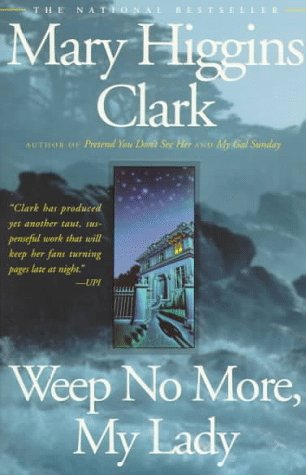 THE NATIONAL BESTSELLER
Mary Higgins
Clark
AUTHOR OF Pretend You Don't See Her AND My Gal Sunday
"Clark has produced
yet another taut, sus-
penseful work that will
keep her fans turning
pages late at night."
—UPI
Weep No More,
My Lady